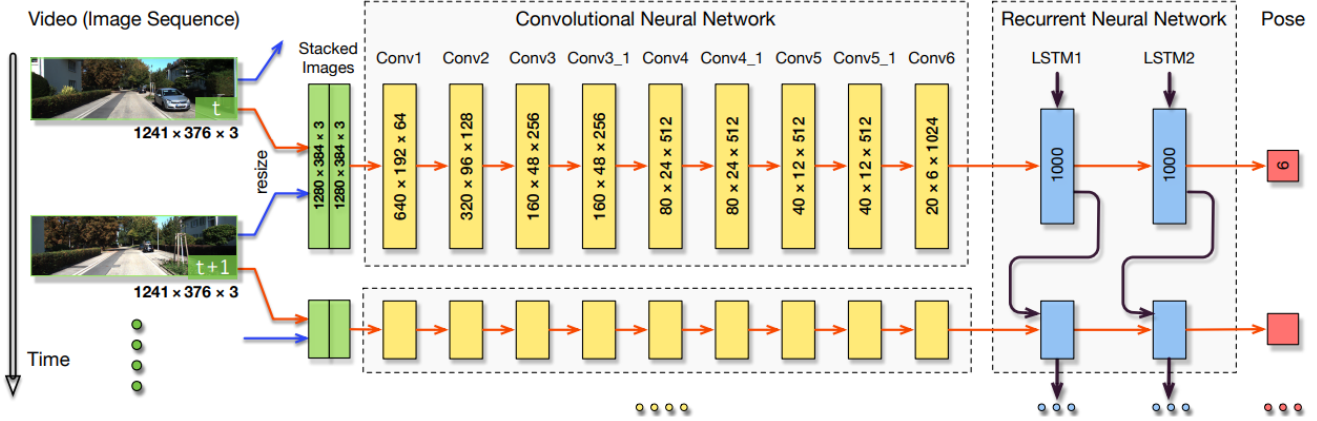 Video (Image Sequence)
Convolutional Neural Network
Recurrent Neural Network
Pose
Stacked
Images
Conv1
Conv2
Conv3
Conv3_1
Conv4
Conv4_1
Conv5
Conv5_1
Conv6
LSTM1
LSTM2
t
1241 × 376 × 3
resize
1280 × 384 × 3
1280 × 384 × 3
640 × 192 × 64
320 × 96 × 128
160 × 48 × 256
160 × 48 × 256
80 × 24 × 512
80 × 24 × 512
40 × 12 × 512
40 × 12 × 512
20 × 6 × 1024
1000
1000
6
t+1
1241 × 376 × 3
Time